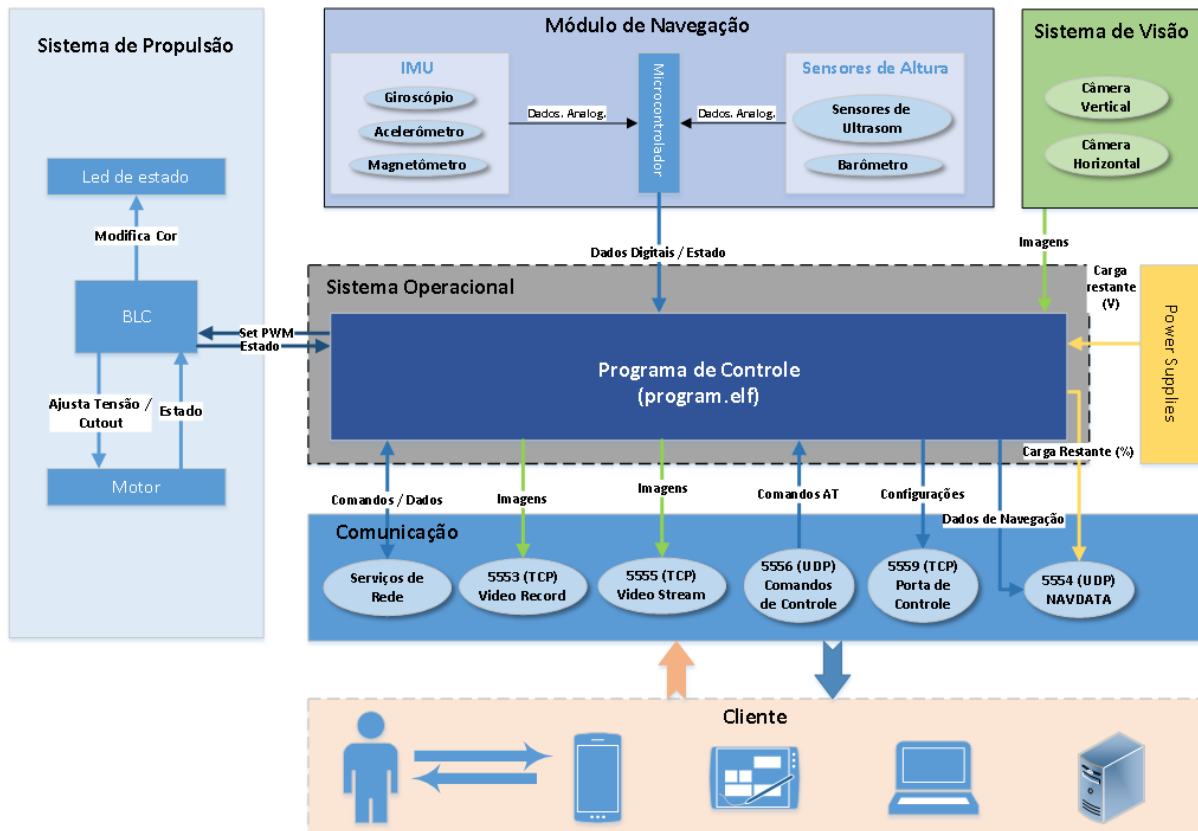 Sistema de Propulsão
Led de estado
Modifica Cor
BLC
Ajusta Tensão /
Cutout
Estado
Motor
Set PWM
Estado
Módulo de Navegação
IMU
Giroscópio
Acelerômetro
Magnetômetro
Dados. Analog.
Microcontrolador
Dados. Analog.
Sensores de Altura
Sensores de
Ultrasom
Barômetro
Dados Digitais / Estado
Sistema de Visão
Câmera
Vertical
Câmera
Horizontal
Imagens
Sistema Operacional
Programa de Controle
(program.elf)
Carga
restante
(V)
Power Supplies
Carga Restante (%)
Comandos / Dados
Imagens
Imagens
Comandos AT
Configurações
Dados de Navegação
Comunicação
Serviços de
Rede
5553 (TCP)
Video Record
5555 (TCP)
Video Stream
5556 (UDP)
Comandos
de Controle
5559 (TCP)
Porta de
Controle
5554 (UDP)
NAVDATA
Cliente